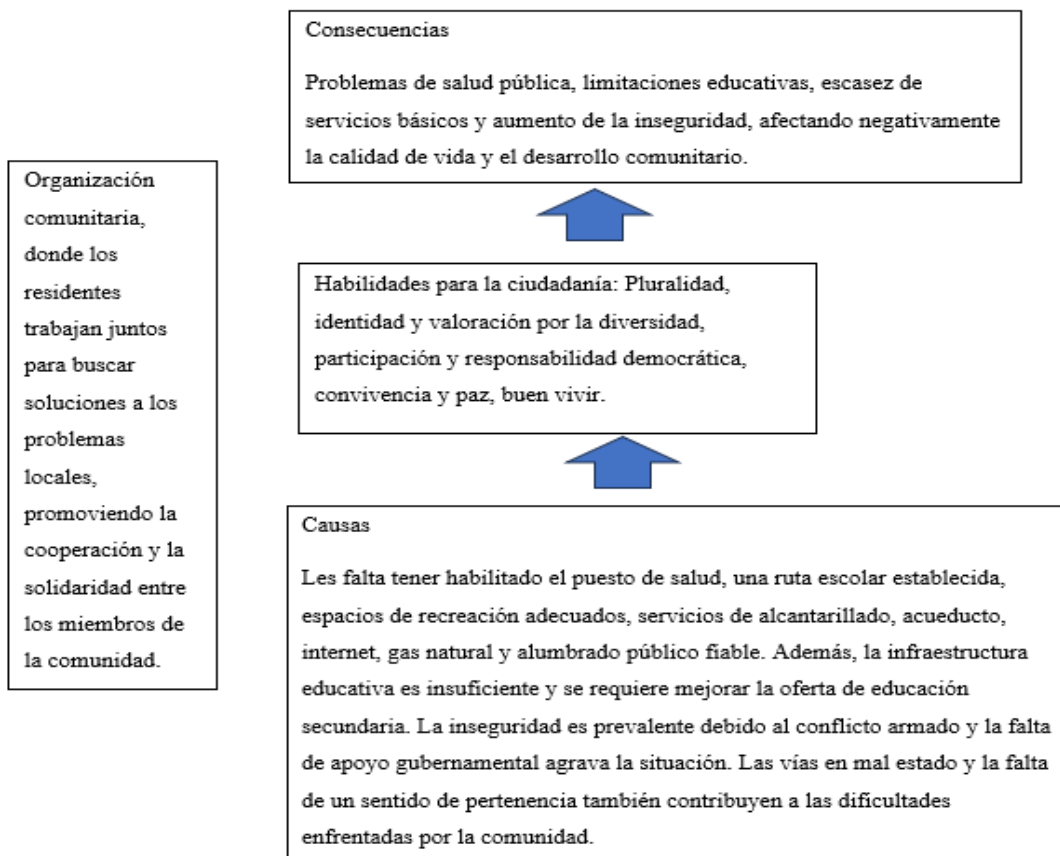 Consecuencias
Problemas de salud pública, limitaciones educativas, escasez de
servicios básicos y aumento de la inseguridad, afectando negativamente
la calidad de vida y el desarrollo comunitario.
Organización
comunitaria,
donde los
residentes
trabajan juntos
para buscar
soluciones a los
problemas
locales,
promoviendo la
cooperación y la
solidaridad entre
los miembros de
la comunidad.
Habilidades para la ciudadanía: Pluralidad,
identidad y valoración por la diversidad,
participación y responsabilidad democrática,
convivencia y paz, buen vivir.
Causas
Les falta tener habilitado el puesto de salud, una ruta escolar establecida,
espacios de recreación adecuados, servicios de alcantarillado, acueducto,
internet, gas natural y alumbrado público fiable. Además, la infraestructura
educativa es insuficiente y se requiere mejorar la oferta de educación
secundaria. La inseguridad es prevalente debido al conflicto armado y la falta
de apoyo gubernamental agrava la situación. Las vías en mal estado y la falta
de un sentido de pertenencia también contribuyen a las dificultades
enfrentadas por la comunidad.